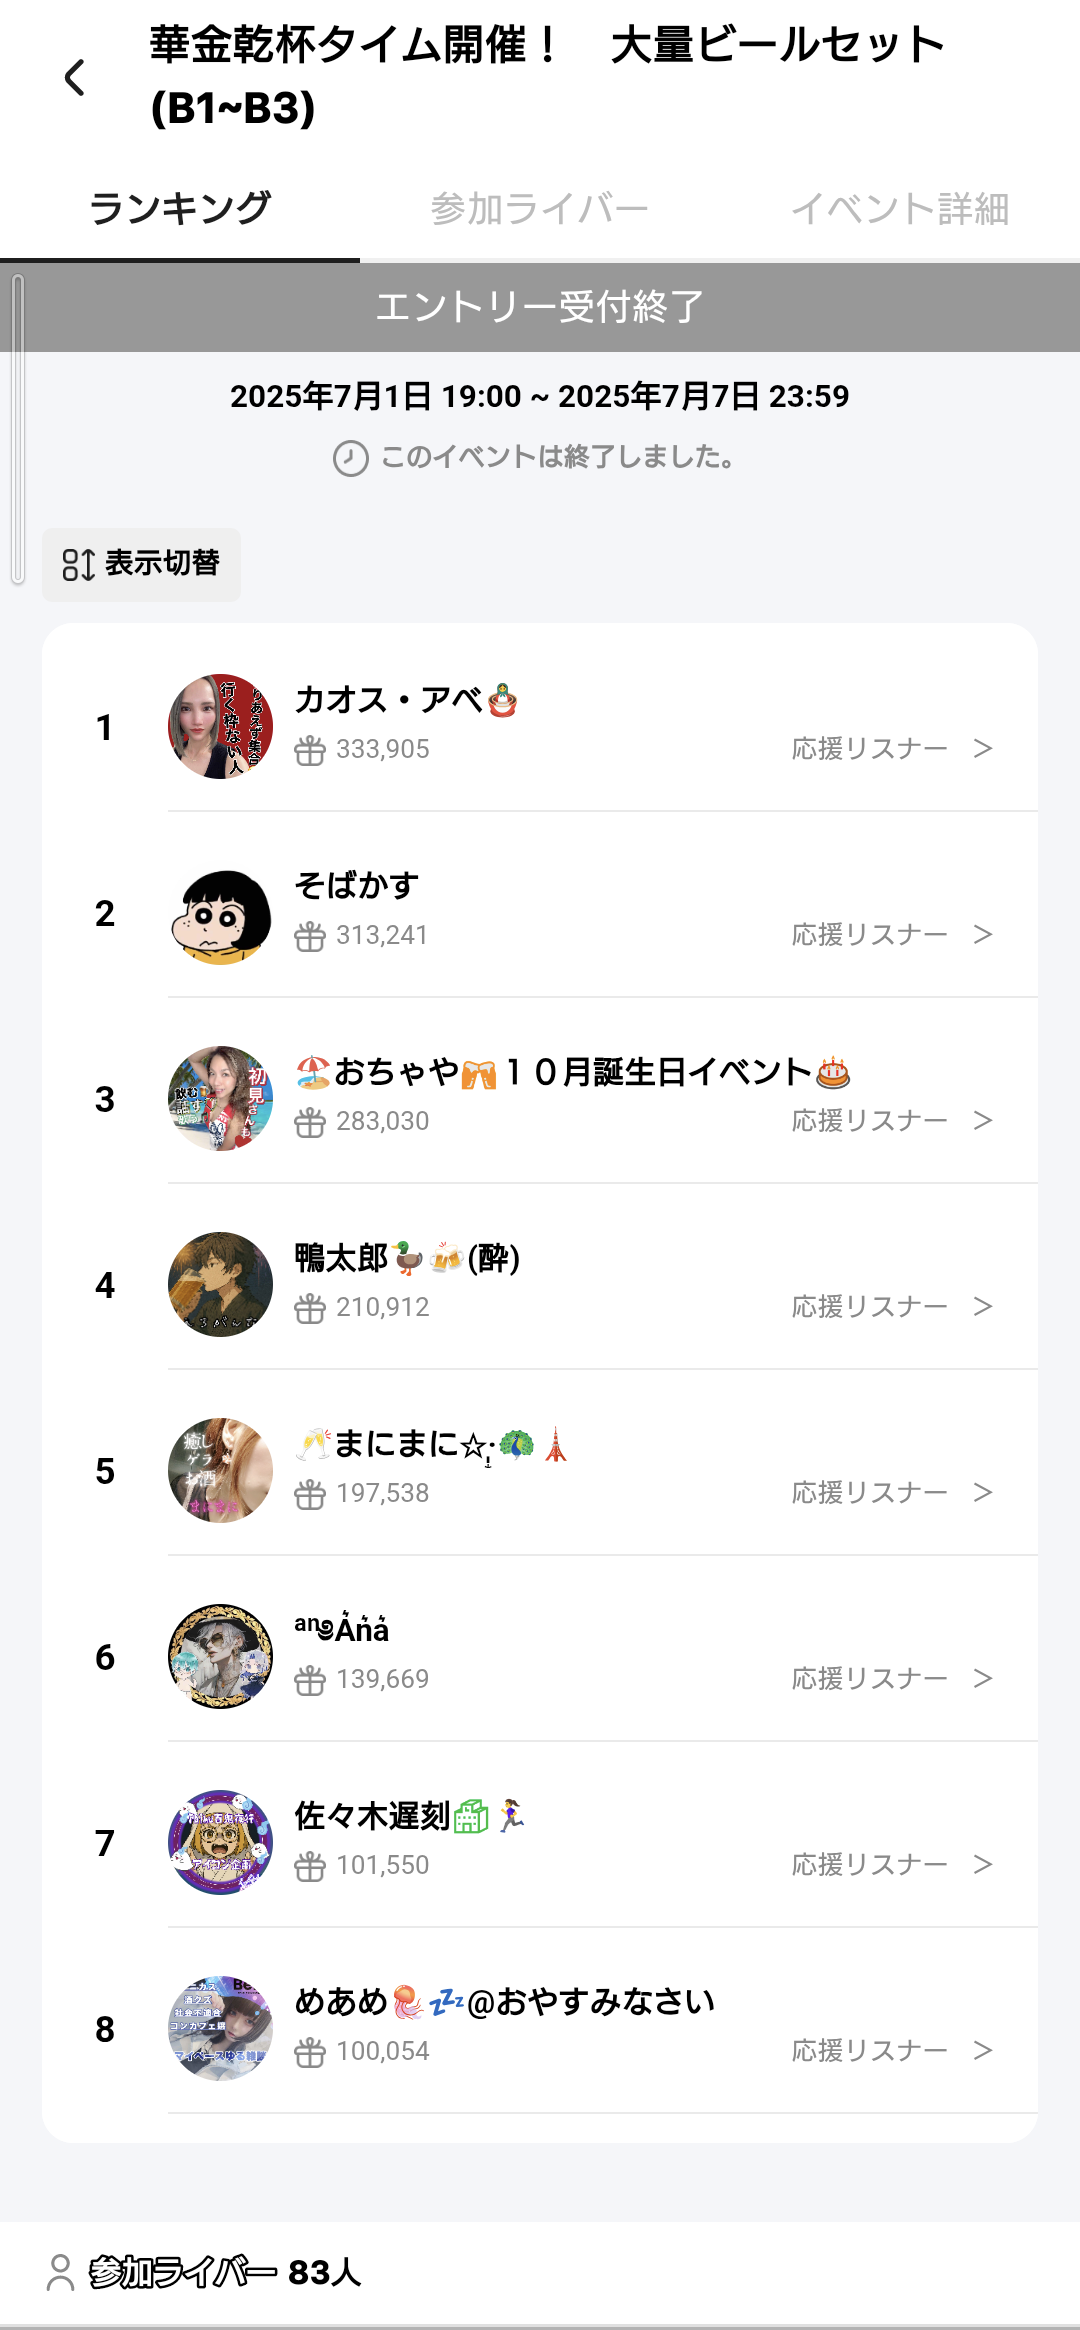 華金乾杯タイム開催！　大量ビールセット
(B1~B3)
ランキング
参加ライバー
イベント詳細
エントリー受付終了
2025年7月1日 19:00 ~ 2025年7月7日 23:59
このイベントは終了しました。
表示切替
1
カオス・アベ🪆
333,905
応援リスナー >
2
そばかす
313,241
応援リスナー >
3
🏖️おちゃや🍻１０月誕生日イベント🎂
283,030
応援リスナー >
4
鴨太郎🦆🍻(酔)
210,912
応援リスナー >
5
🥂まにまに☆🦚🗼
197,538
応援リスナー >
6
139,669
応援リスナー >
7
佐々木遅刻🏃‍♀️
101,550
応援リスナー >
8
めあめ🪼💤@おやすみなさい
100,054
応援リスナー >
参加ライバー 83人